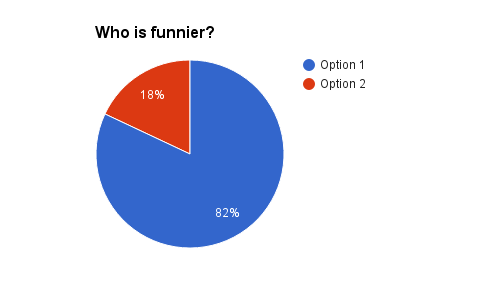 Who is funnier?
Option 1
Option 2
18%
82%